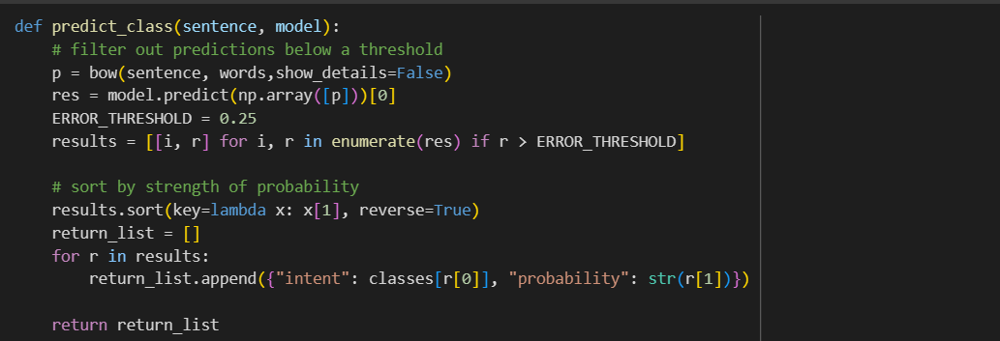 def predict_class(sentence, model):
    # filter out predictions below a threshold
    p = bow(sentence, words,show_details=False)
    res = model.predict(np.array([p]))[0]
    ERROR_THRESHOLD = 0.25
    results = [[i, r] for i, r in enumerate(res) if r > ERROR_THRESHOLD]
    # sort by strength of probability
    results.sort(key=lambda x: x[1], reverse=True)
    return_list = []
    for r in results:
        return_list.append({"intent": classes[r[0]], "probability": str(r[1])})
    return return_list